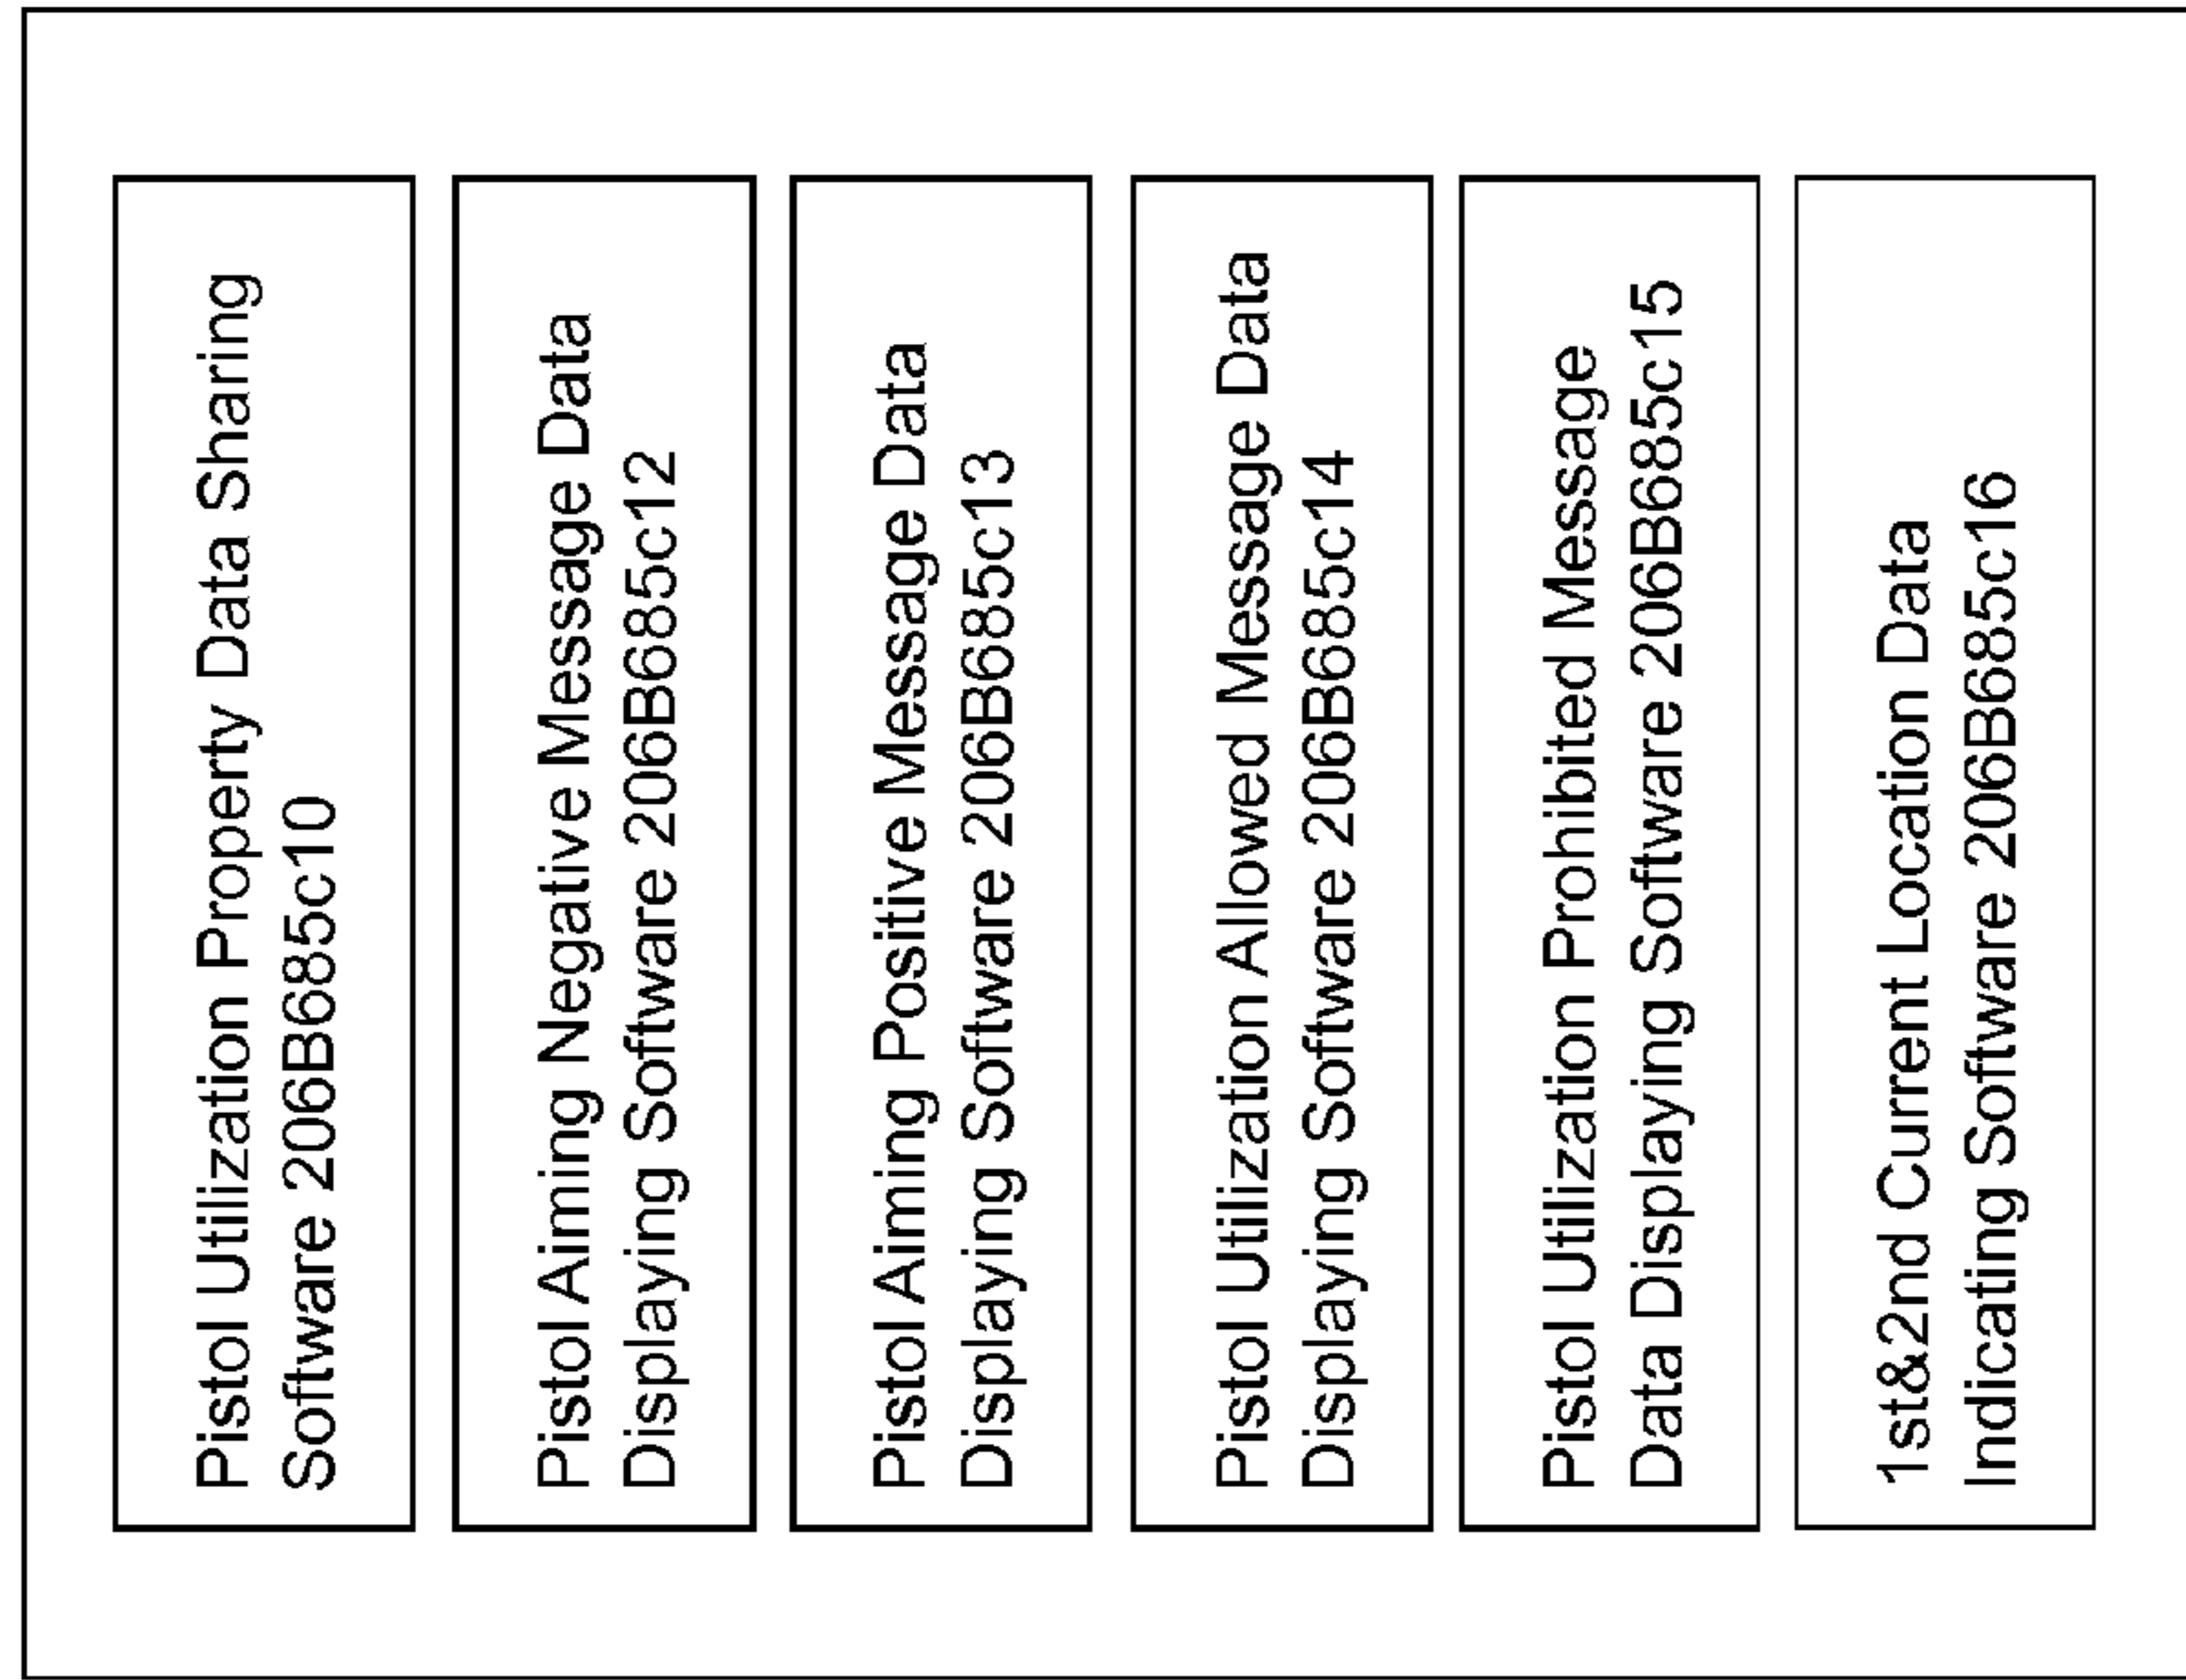 Pistol Utilization Property Data Sharing
Software 206B685c10
Pistol Aiming Negative Message Data
Displaying Software 206B685c12
Pistol Aiming Positive Message Data
Displaying Software 206B685c13
Pistol Utilization Allowed Message Data
Displaying Software 206B685c14
Pistol Utilization Prohibited Message
Data Displaying Software 206B685c15
1st&2nd Current Location Data
Indicating Software 206B685c16